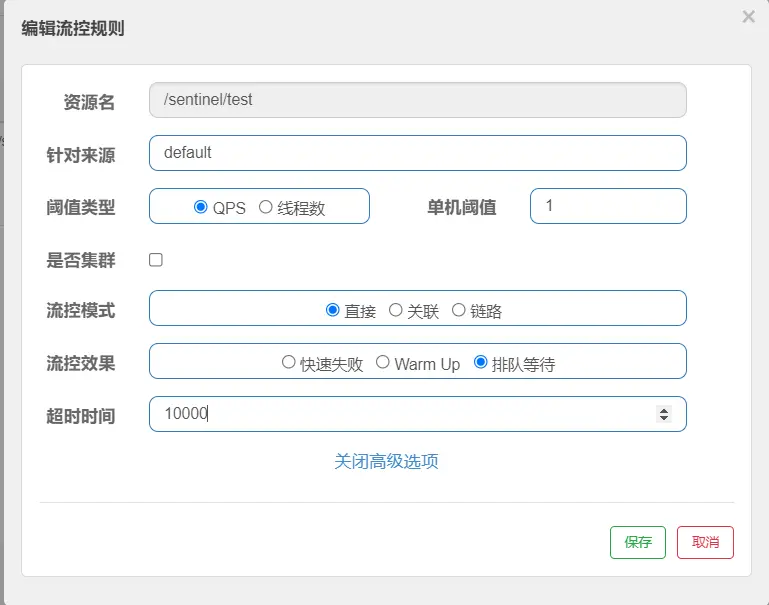 编辑流控规则
资源名 /sentinel/test
针对来源 default
阈值类型 QPS 线程数 单机阈值 1
是否集群
流控模式 直接 关联 链路
流控效果 快速失败 Warm Up 排队等待
超时时间 10000
关闭高级选项
保存 取消